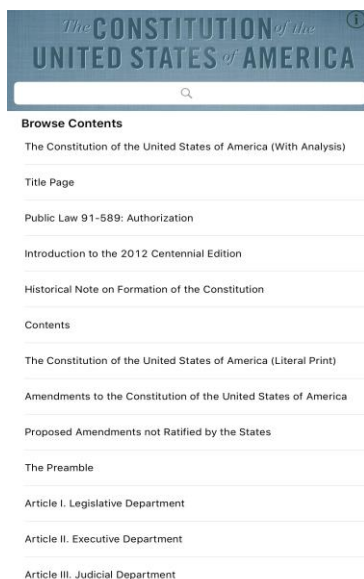 The CONSTITUTION of the
UNITED STATES of AMERICA
Browse Contents
The Constitution of the United States of America (With Analysis)
Title Page
Public Law 91-589: Authorization
Introduction to the 2012 Centennial Edition
Historical Note on Formation of the Constitution
Contents
The Constitution of the United States of America (Literal Print)
Amendments to the Constitution of the United States of America
Proposed Amendments not Ratified by the States
The Preamble
Article I. Legislative Department
Article II. Executive Department
Article III. Judicial Department